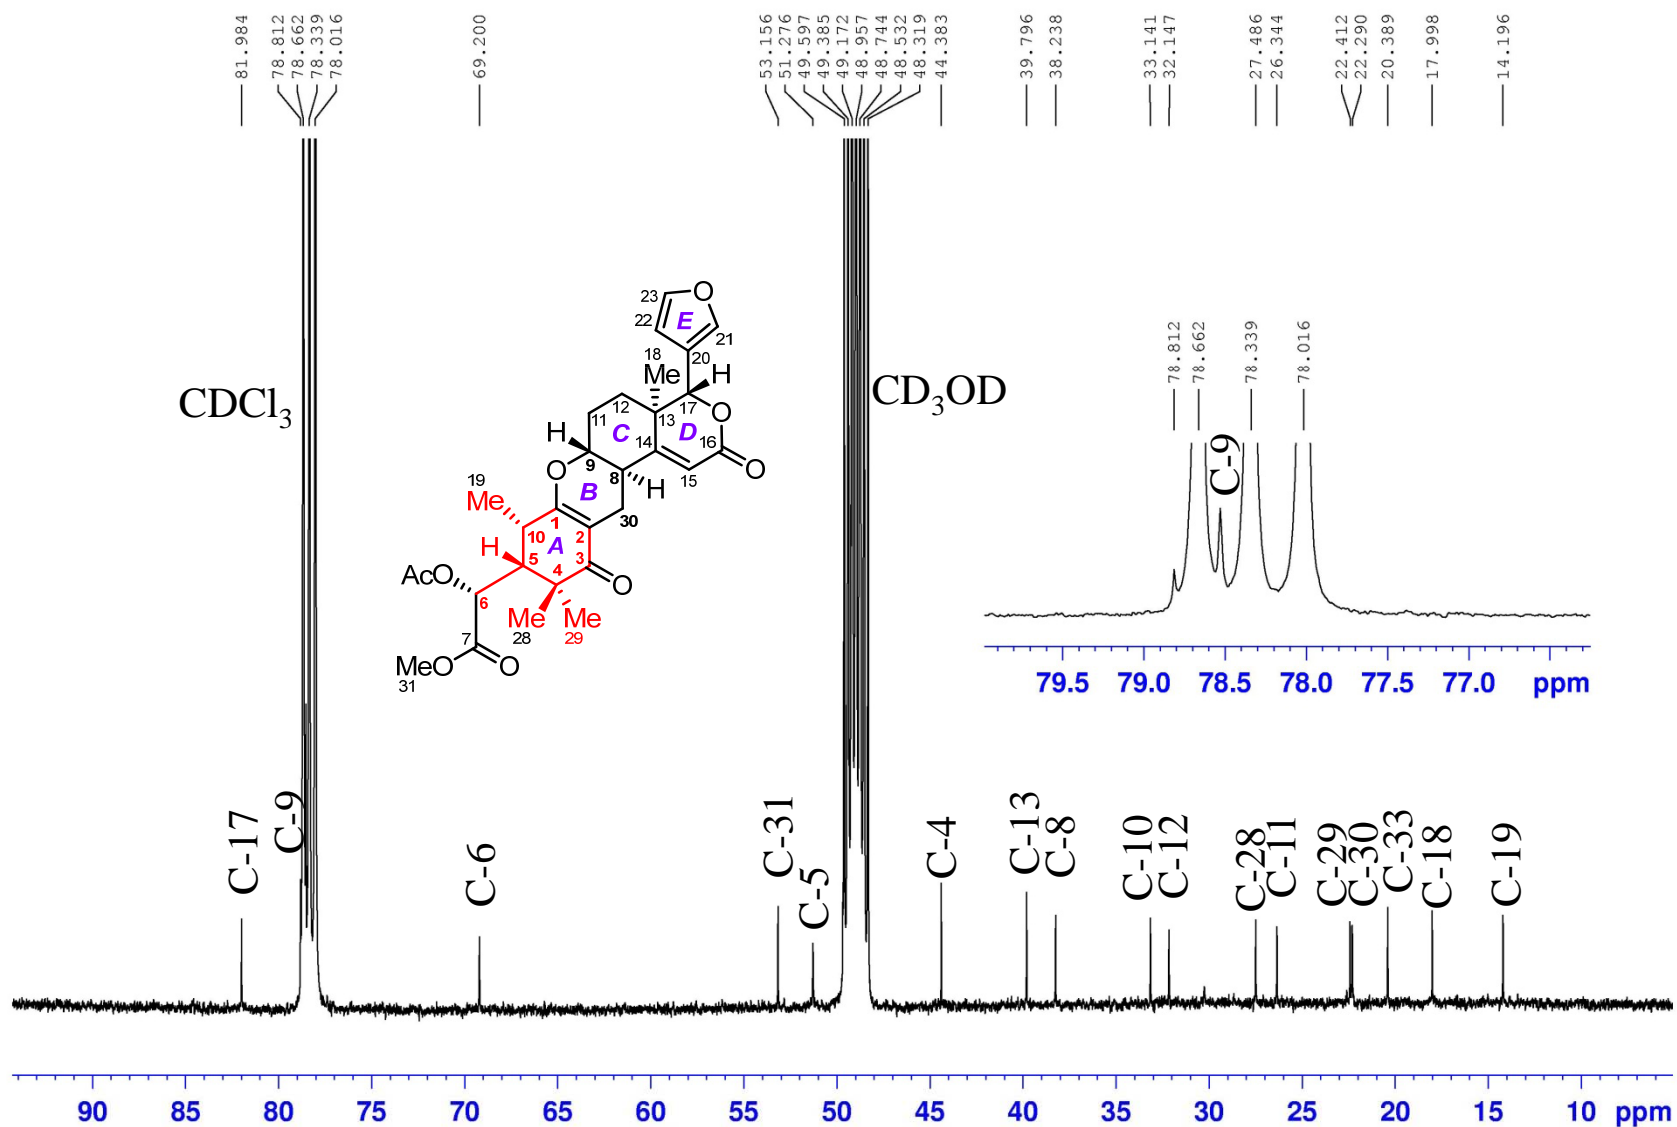 81.984
78.812
78.662
78.339
78.016
69.200
53.156
51.276
49.597
49.385
49.172
48.957
48.744
48.532
48.319
44.383
39.796
38.238
33.141
32.147
27.486
26.344
22.412
22.290
20.389
17.998
14.196
CDCl3
CD3OD
23
O
22
E
21
18
20
Me
H
12
17
11
13
O
C
D
H
14
16
9
O
O
8
H
15
B
19
Me
1
30
10
2
H
A
5
3
AcO
4
O
6
Me
Me
7
28
29
MeO
O
31
78.812
78.662
78.339
78.016
C-9
79.5 79.0 78.5 78.0 77.5 77.0 ppm
C-17
C-9
C-6
C-31
C-5
C-4
C-13
C-8
C-10
C-12
C-28
C-11
C-29
C-30
C-33
C-18
C-19
90 85 80 75 70 65 60 55 50 45 40 35 30 25 20 15 10 ppm